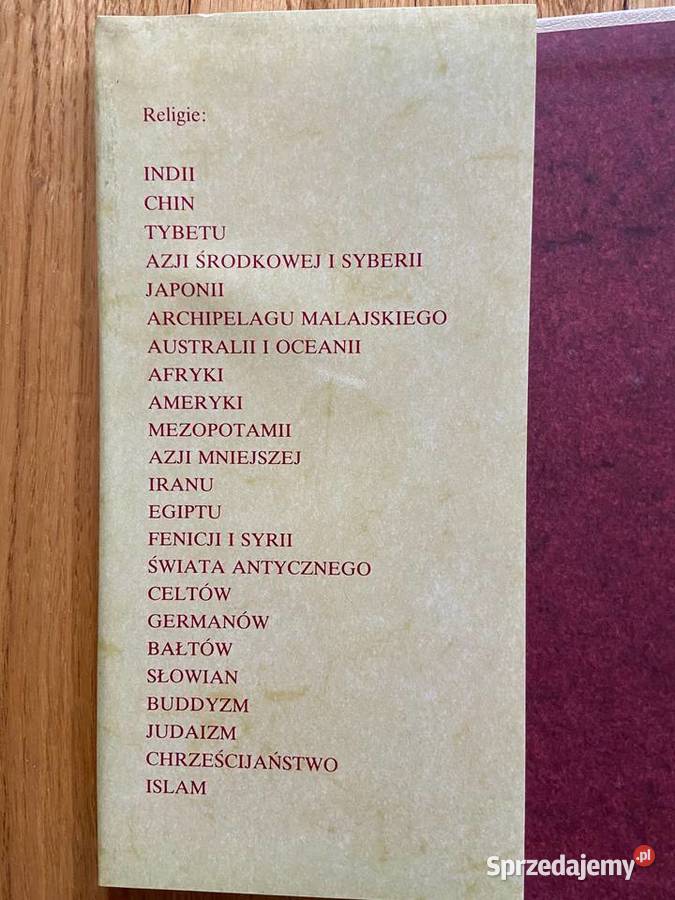 Religie:
INDII
CHIN
TYBETU
AZJI ŚRODKOWEJ I SYBERII
JAPONII
ARCHIPELAGU MALAJSKIEGO
AUSTRALII I OCEANII
AFRYKI
AMERYKI
MEZOPOTAMII
AZJI MNIEJSZEJ
IRANU
EGIPTU
FENICJI I SYRII
ŚWIATA ANTYCZNEGO
CELTÓW
GERMANÓW
BAŁTÓW
SŁOWIAN
BUDDYZM
JUDAIZM
CHRZEŚCIJAŃSTWO
ISLAM
Sprzedajemy.pl